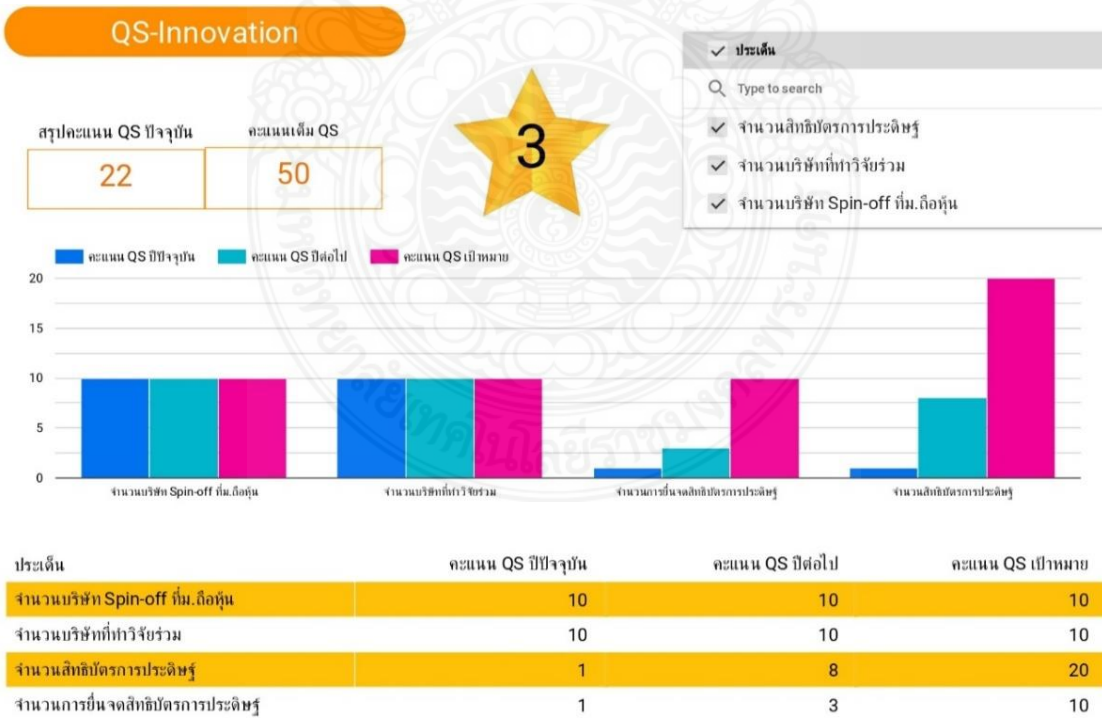 QS-Innovation
สรุปคะแนน QS ปัจจุบัน
คะแนนเต็ม QS
22
50
3
ประเด็น
Type to search
จำนวนสิทธิบัตรการประดิษฐ์
จำนวนบริษัทที่ทำวิจัยร่วม
จำนวนบริษัท Spin-off ที่ม.ถือหุ้น
คะแนน QS ปีปัจจุบัน คะแนน QS ปีต่อไป คะแนน QS เป้าหมาย
20
15
10
5
0
จำนวนบริษัท Spin-off ที่ม.ถือหุ้น จำนวนบริษัทที่ทำวิจัยร่วม จำนวนการยื่นจดสิทธิบัตรการประดิษฐ์ จำนวนสิทธิบัตรการประดิษฐ์
ประเด็น คะแนน QS ปีปัจจุบัน คะแนน QS ปีต่อไป คะแนน QS เป้าหมาย
จำนวนบริษัท Spin-off ที่ม.ถือหุ้น 10 10 10
จำนวนบริษัทที่ทำวิจัยร่วม 10 10 10
จำนวนสิทธิบัตรการประดิษฐ์ 1 8 20
จำนวนการยื่นจดสิทธิบัตรการประดิษฐ์ 1 3 10